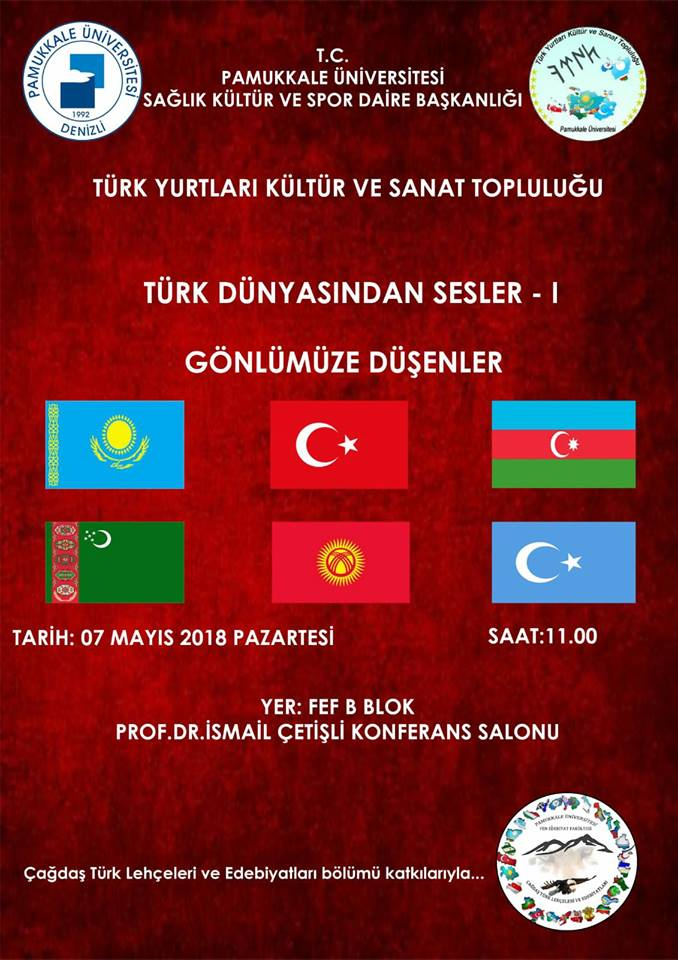 PAMUKKALE ÜNİVERSİTESİ
1992
DENİZLİ
T.C.
PAMUKKALE ÜNİVERSİTESİ
SAĞLIK KÜLTÜR VE SPOR DAİRE BAŞKANLIĞI
Türk Yurtları Kültür ve Sanat Topluluğu
Pamukkale Üniversitesi
TÜRK YURTLARI KÜLTÜR VE SANAT TOPLULUĞU
TÜRK DÜNYASINDAN SESLER - I
GÖNLÜMÜZE DÜŞENLER
TARİH: 07 MAYIS 2018 PAZARTESİ
SAAT:11.00
YER: FEF B BLOK
PROF.DR.İSMAİL ÇETİŞLİ KONFERANS SALONU
PAMUKKALE ÜNİVERSİTESİ
FEN EDEBİYAT FAKÜLTESİ
ÇAĞDAŞ TÜRK LEHÇELERİ VE EDEBİYATLARI
Çağdaş Türk Lehçeleri ve Edebiyatları bölümü katkılarıyla...